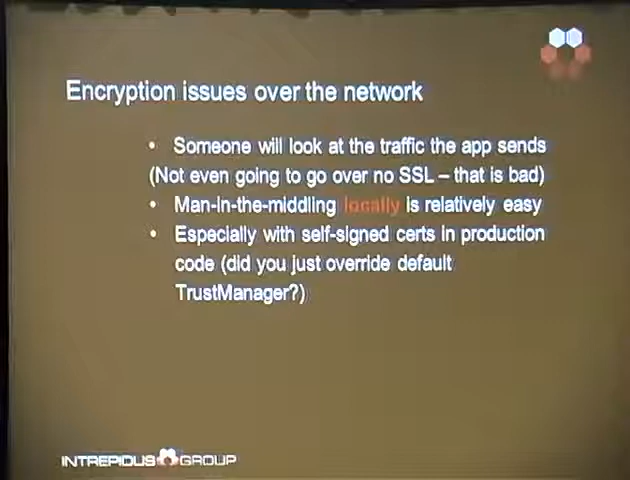 Encryption issues over the network
• Someone will look at the traffic the app sends
(Not even going to go over no SSL – that is bad)
• Man-in-the-middling locally is relatively easy
• Especially with self-signed certs in production
code (did you just override default
TrustManager?)
INTREPIDUS GROUP